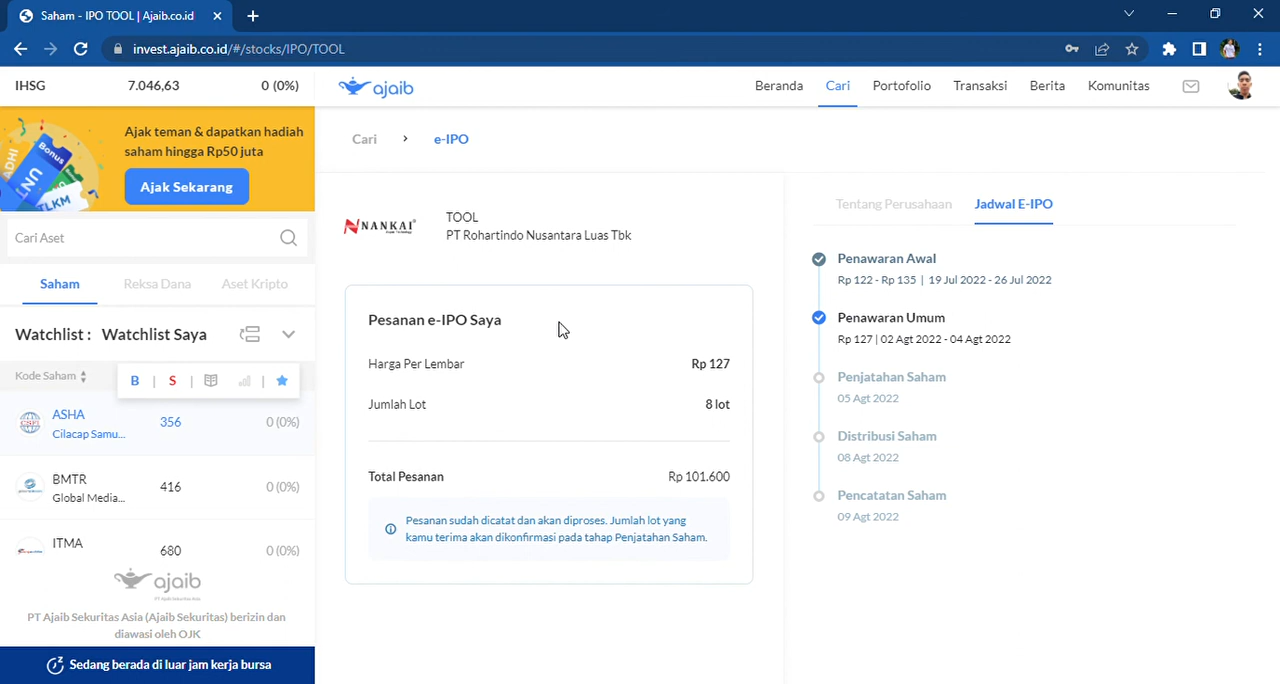 Saham - IPO TOOL | Ajaib.co.id
invest.ajaib.co.id/#/stocks/IPO/TOOL
IHSG 7.046,63 0 (0%)
ajaib
Beranda Cari Portofolio Transaksi Berita Komunitas
Ajak teman & dapatkan hadiah
saham hingga Rp50 juta
Ajak Sekarang
ADHI
Bonus
UNT
TLKM
Cari Aset
Saham Reksa Dana Aset Kripto
Watchlist : Watchlist Saya
Kode Saham
B | S | |
ASHA 356 0 (0%)
Cilacap Samu...
BMTR 416 0 (0%)
Global Media...
ITMA 680 0 (0%)
ajaib
PT Ajaib Sekuritas Asia
PT Ajaib Sekuritas Asia (Ajaib Sekuritas) berizin dan
diawasi oleh OJK
Sedang berada di luar jam kerja bursa
Cari > e-IPO
NANKAI
TOOL
PT Rohartindo Nusantara Luas Tbk
Pesanan e-IPO Saya
Harga Per Lembar Rp 127
Jumlah Lot 8 lot
Total Pesanan Rp 101.600
Pesanan sudah dicatat dan akan diproses. Jumlah lot yang
kamu terima akan dikonfirmasi pada tahap Penjatahan Saham.
Tentang Perusahaan Jadwal E-IPO
Penawaran Awal
Rp 122 - Rp 135 | 19 Jul 2022 - 26 Jul 2022
Penawaran Umum
Rp 127 | 02 Agt 2022 - 04 Agt 2022
Penjatahan Saham
05 Agt 2022
Distribusi Saham
08 Agt 2022
Pencatatan Saham
09 Agt 2022